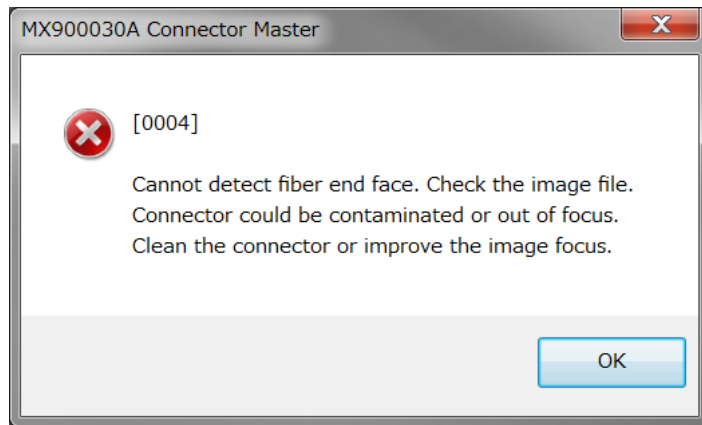 MX900030A Connector Master
[0004]
Cannot detect fiber end face. Check the image file.
Connector could be contaminated or out of focus.
Clean the connector or improve the image focus.
OK